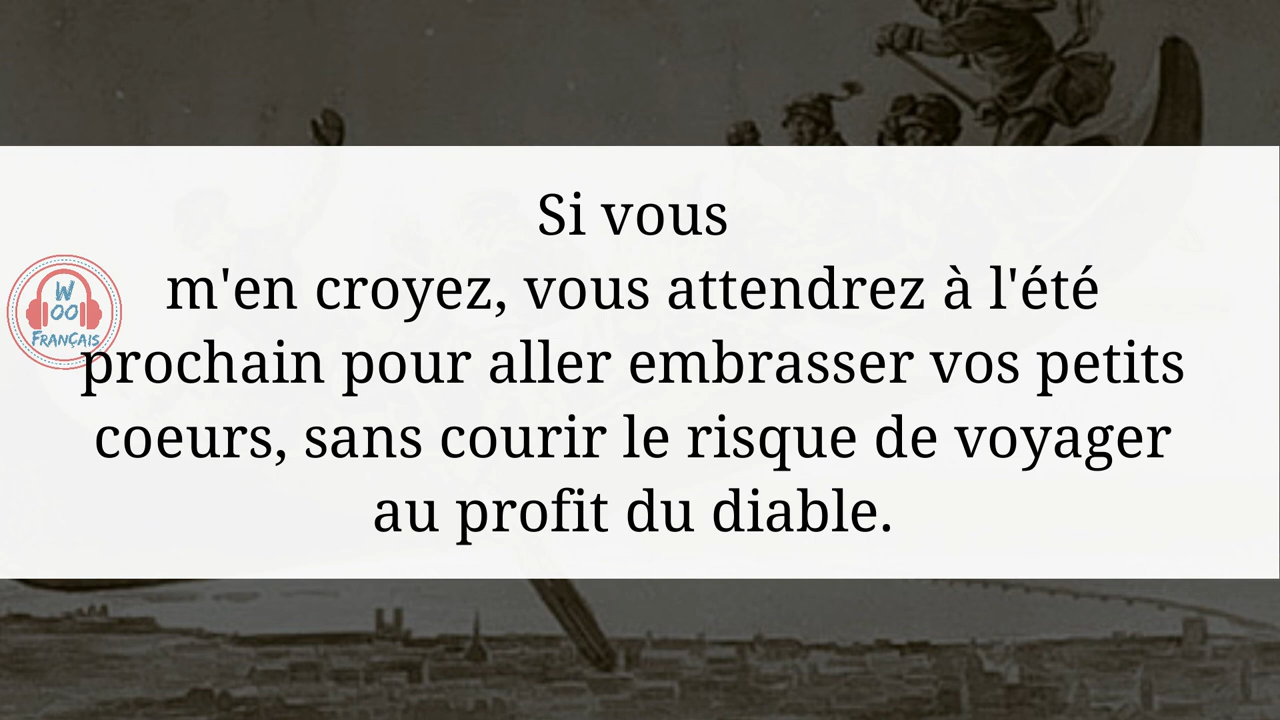 Si vous
m'en croyez, vous attendrez à l'été
prochain pour aller embrasser vos petits
coeurs, sans courir le risque de voyager
au profit du diable.
W
OO
FRANÇAIS